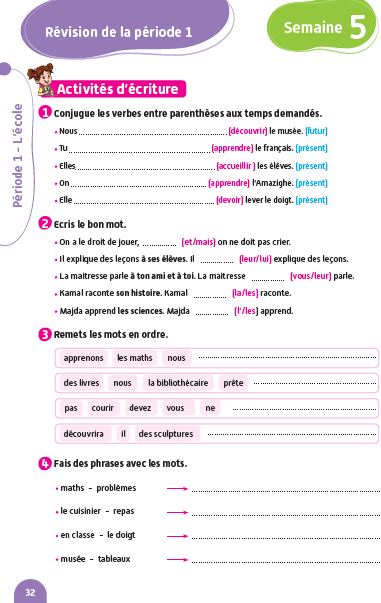 Révision de la période 1
Semaine 5
Période 1 - L'école
Activités d'écriture
1 Conjugue les verbes entre parenthèses aux temps demandés.
• Nous (découvrir) le musée. (futur)
• Tu (apprendre) le français. (présent)
• Elles (accueillir ) les élèves. (présent)
• On (apprendre) l'Amazighe. (présent)
• Elle (devoir) lever le doigt. (présent)
2 Ecris le bon mot.
• On a le droit de jouer, (et/mais) on ne doit pas crier.
• Il explique des leçons à ses élèves. Il (leur/lui) explique des leçons.
• La maitresse parle à ton ami et à toi. La maitresse (vous/leur) parle.
• Kamal raconte son histoire. Kamal (la/les) raconte.
• Majda apprend les sciences. Majda (l'/les) apprend.
3 Remets les mots en ordre.
apprenons les maths nous
des livres nous la bibliothécaire prête
pas courir devez vous ne
découvrira il des sculptures
4 Fais des phrases avec les mots.
• maths - problèmes
• le cuisinier - repas
• en classe - le doigt
• musée - tableaux
32